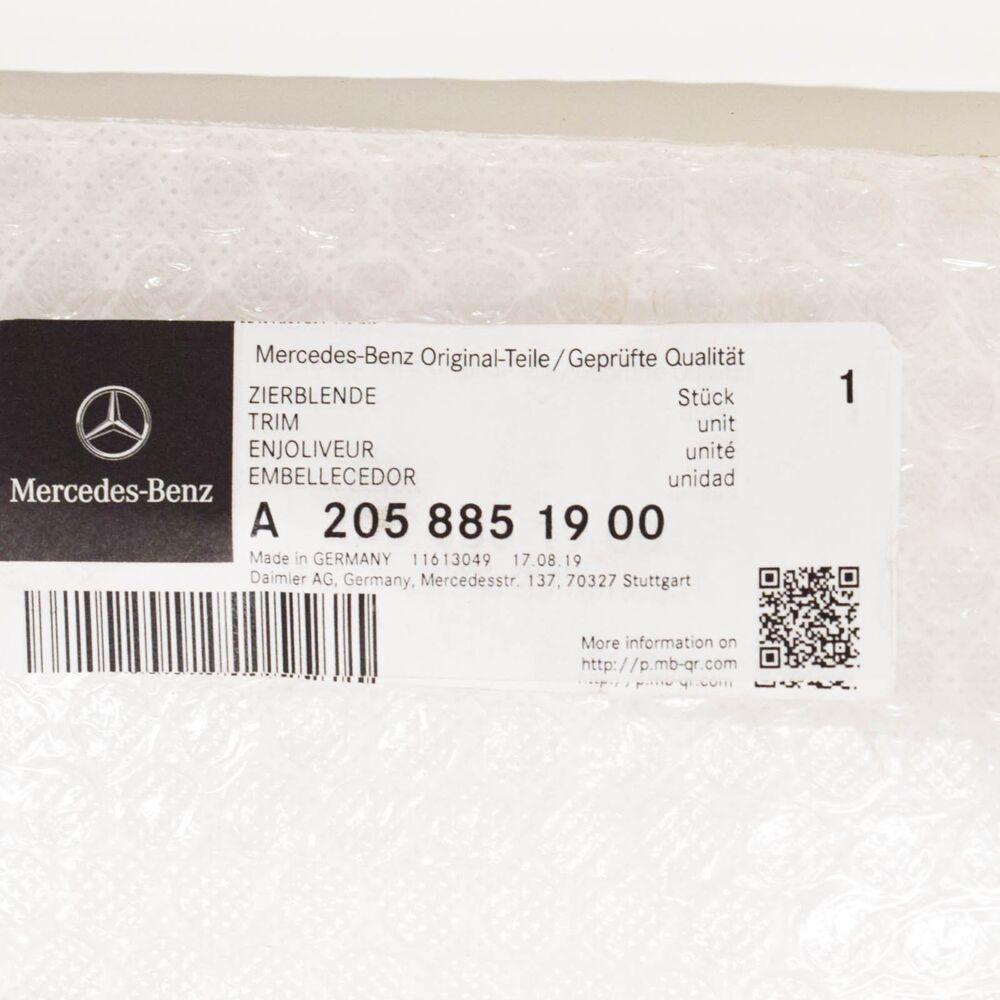 Mercedes-Benz
Mercedes-Benz Original-Teile/Geprüfte Qualität
1
ZIERBLENDE Stück
TRIM unit
ENJOLIVEUR unité
EMBELLECEDOR unidad
A 205 885 19 00
Made in GERMANY 11613049 17.08.19
Daimler AG, Germany, Mercedesstr. 137, 70327 Stuttgart
More information on
http://p.mb-qr.com